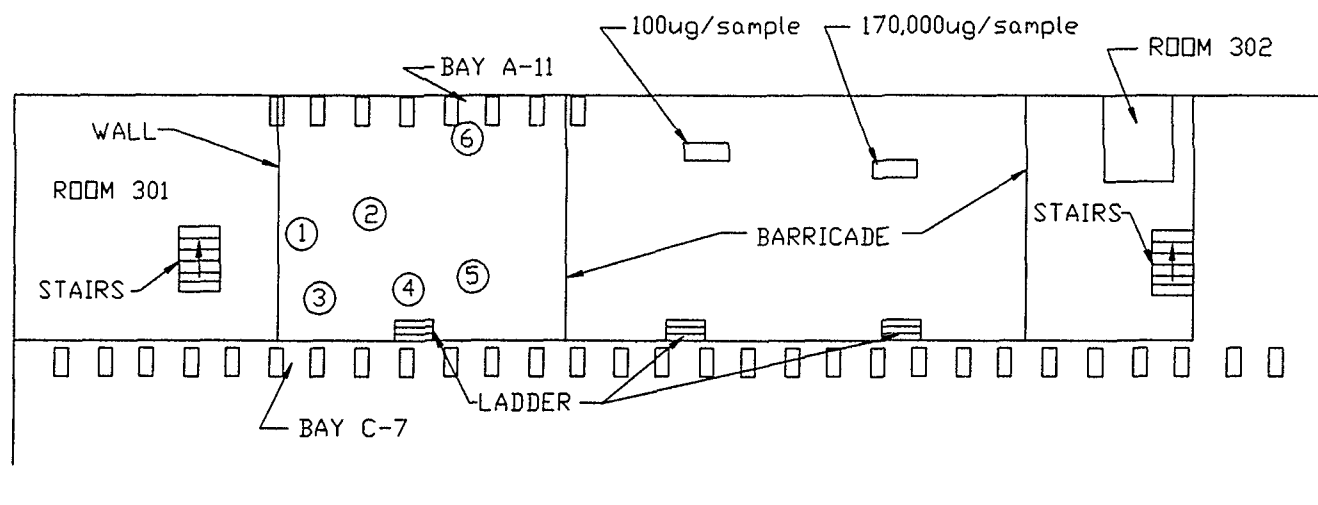 100ug/sample
170,000ug/sample
ROOM 302
BAY A-11
WALL
6
ROOM 301
2
1
STAIRS
BARRICADE
STAIRS
5
4
3
LADDER
BAY C-7